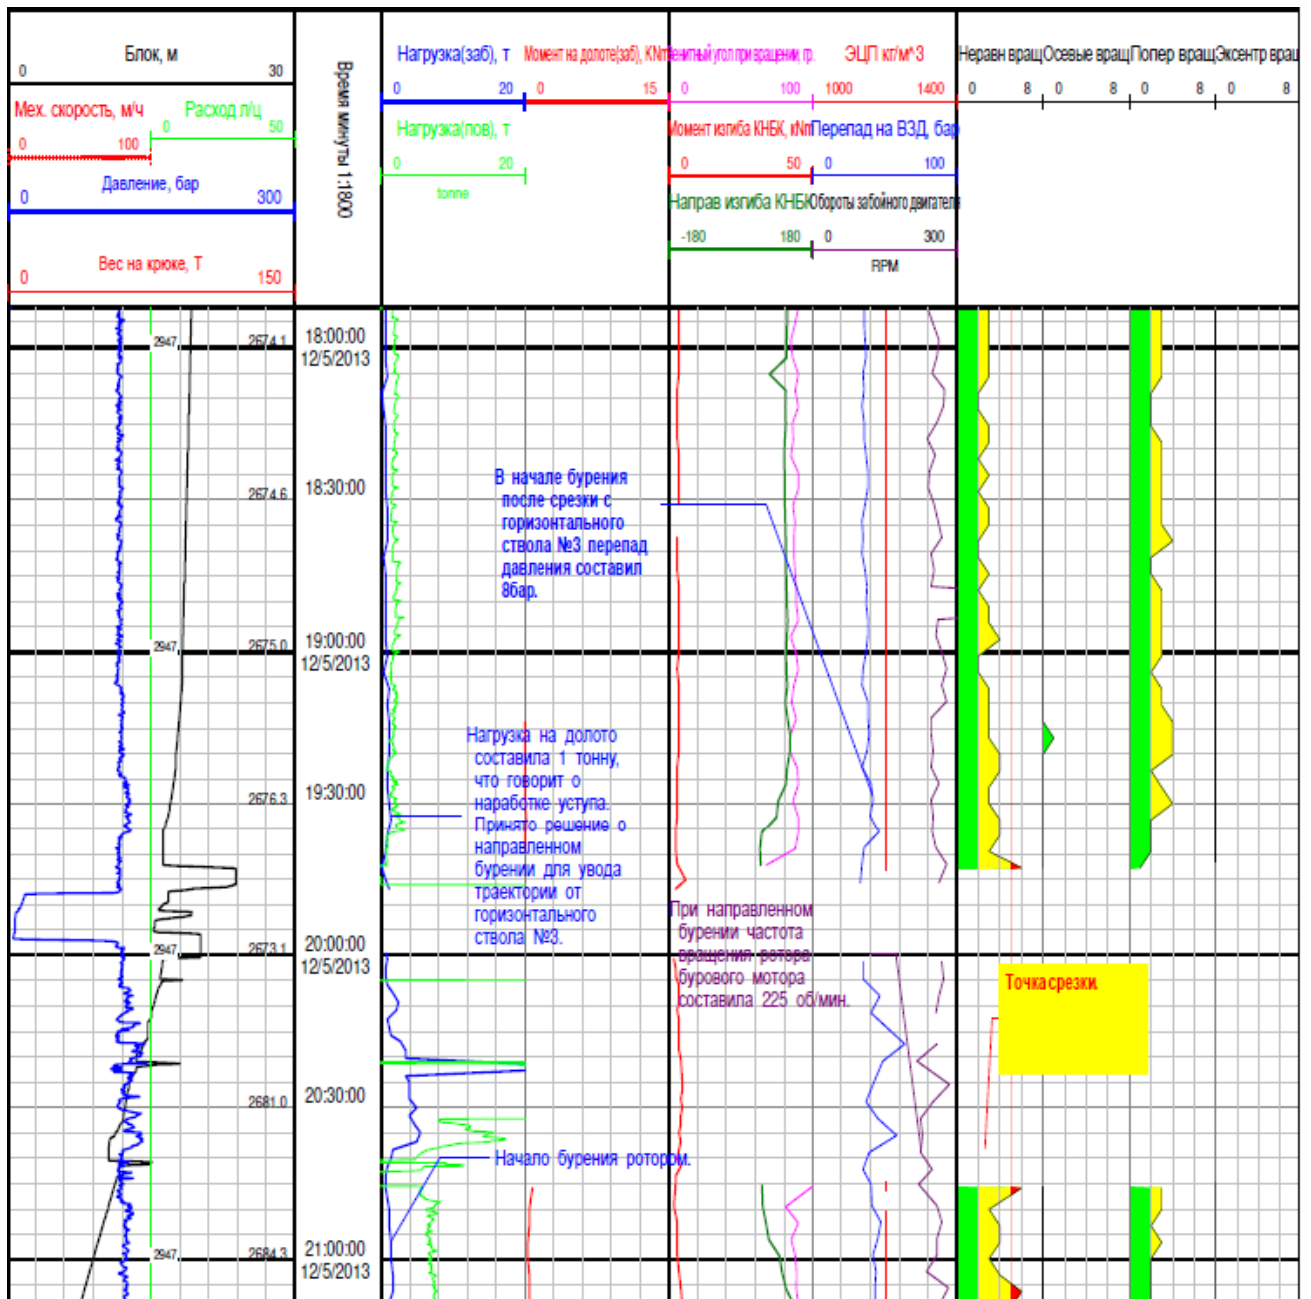 Блок, м
0 30
Мех. скорость, м/ч
0 100
Расход л/ц
0 50
Давление, бар
0 300
Вес на крюке, Т
0 150
Время минуты 1:1800
Нагрузка(заб), т
0 20
Момент на долоте(заб), KNm
0 15
Нагрузка(пов), т
0 20
tonne
Зенитный угол при вращении, гр.
0 100
ЭЦП кг/м^3
1000 1400
Момент изгиба КНБК, кNm
0 50
Перепад на ВЗД, бар
0 100
Направ изгиба КНБК
-180 180
Обороты забойного двигателя
0 300
RPM
Неравн вращ
0 8
Осевые вращ
0 8
Попер вращ
0 8
Эксентр вращ
0 8
2947 2674.1 18:00:00
12/5/2013
2674.6 18:30:00
В начале бурения
после срезки с
горизонтального
ствола №3 перепад
давления составил
8бар.
2947 2675.0 19:00:00
12/5/2013
Нагрузка на долото
составила 1 тонну,
что говорит о
наработке уступа.
Принято решение о
направленном
бурении для увода
траектории от
горизонтального
ствола №3.
2676.3 19:30:00
При направленном
бурении частота
вращения ротора
бурового мотора
составила 225 об/мин.
2947 2673.1 20:00:00
12/5/2013
Точка срезки.
2681.0 20:30:00
Начало бурения ротором.
2947 2684.3 21:00:00
12/5/2013